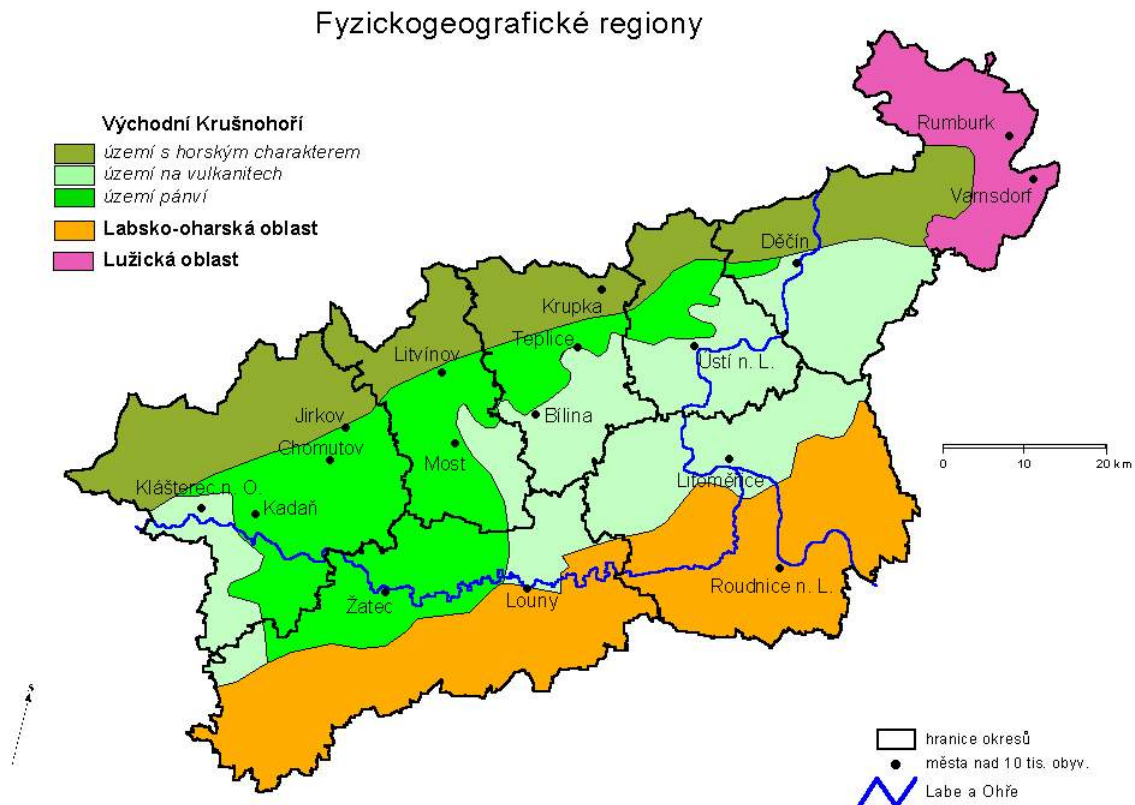 Fyzickogeografické regiony
Východní Krušnohoří
území s horským charakterem
území na vulkanitech
území pánví
Labsko-oharská oblast
Lužická oblast
Rumburk
Varnsdorf
Děčín
Krupka
Teplice
Litvínov
Ústí n. L.
Jirkov
Bílina
Chomutov
Most
Litoměřice
Klášterec n. O.
Kadaň
Žatec
Louny
Roudnice n. L.
0 10 20 km
S
hranice okresů
města nad 10 tis. obyv.
Labe a Ohře